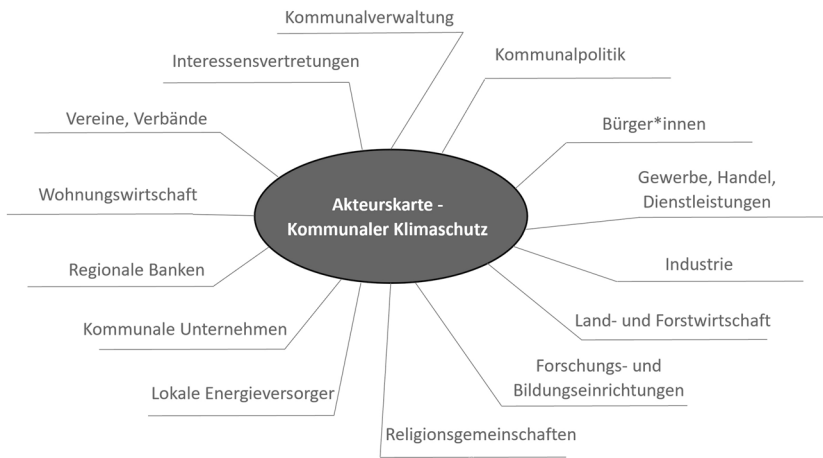 Kommunalverwaltung
Interessensvertretungen
Kommunalpolitik
Vereine, Verbände
Bürger*innen
Wohnungswirtschaft
Gewerbe, Handel,
Dienstleistungen
Akteurskarte -
Kommunaler Klimaschutz
Regionale Banken
Industrie
Kommunale Unternehmen
Land- und Forstwirtschaft
Lokale Energieversorger
Forschungs- und
Bildungseinrichtungen
Religionsgemeinschaften